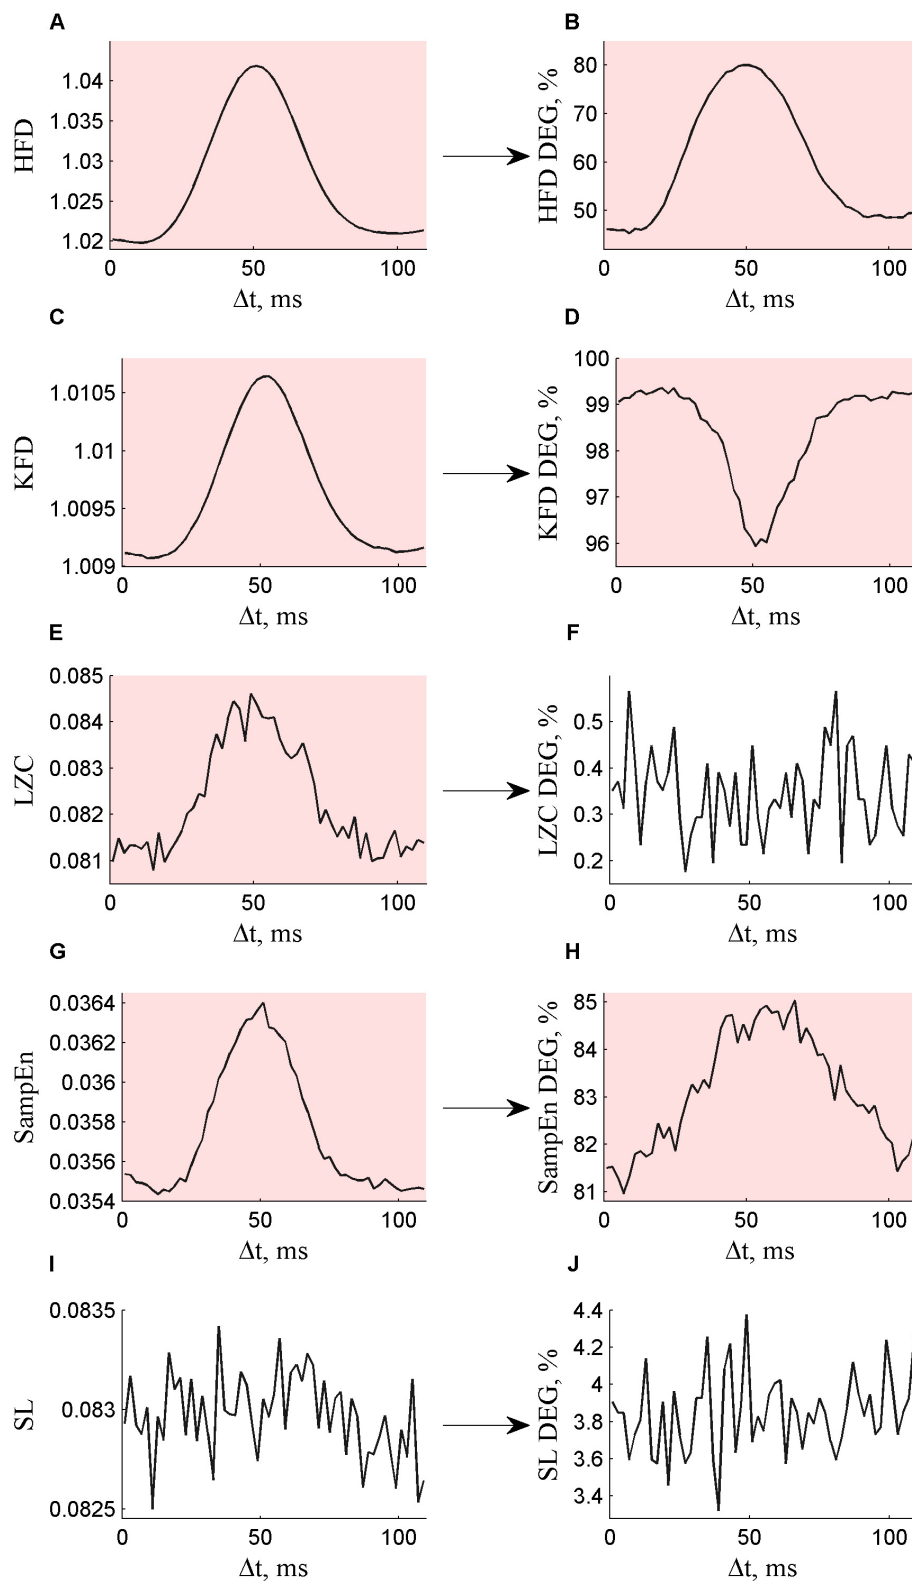 A
HFD
1.04
1.035
1.03
1.025
1.02
0 50 100
Δt, ms
B
HFD DEG, %
80
70
60
50
0 50 100
Δt, ms
C
KFD
1.0105
1.01
1.0095
1.009
0 50 100
Δt, ms
D
KFD DEG, %
100
99
98
97
96
0 50 100
Δt, ms
E
LZC
0.085
0.084
0.083
0.082
0.081
0 50 100
Δt, ms
F
LZC DEG, %
0.5
0.4
0.3
0.2
0 50 100
Δt, ms
G
SampEn
0.0364
0.0362
0.036
0.0358
0.0356
0.0354
0 50 100
Δt, ms
H
SampEn DEG, %
85
84
83
82
81
0 50 100
Δt, ms
I
SL
0.0835
0.083
0.0825
0 50 100
Δt, ms
J
SL DEG, %
4.4
4.2
4
3.8
3.6
3.4
0 50 100
Δt, ms